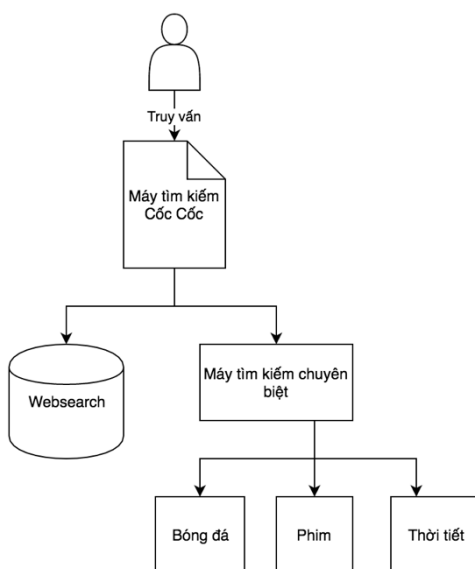 Truy vấn
Máy tìm kiếm
Cốc Cốc
Websearch
Máy tìm kiếm chuyên
biệt
Bóng đá
Phim
Thời tiết